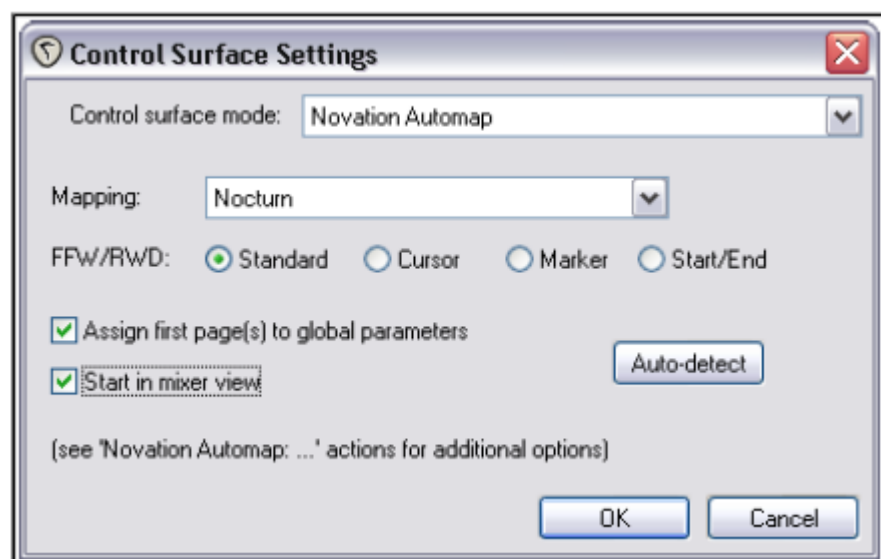 Control Surface Settings
Control surface mode: Novation Automap
Mapping: Nocturn
FFW/RWD: Standard Cursor Marker Start/End
Assign first page(s) to global parameters
Auto-detect
Start in mixer view
(see 'Novation Automap: ...' actions for additional options)
OK Cancel